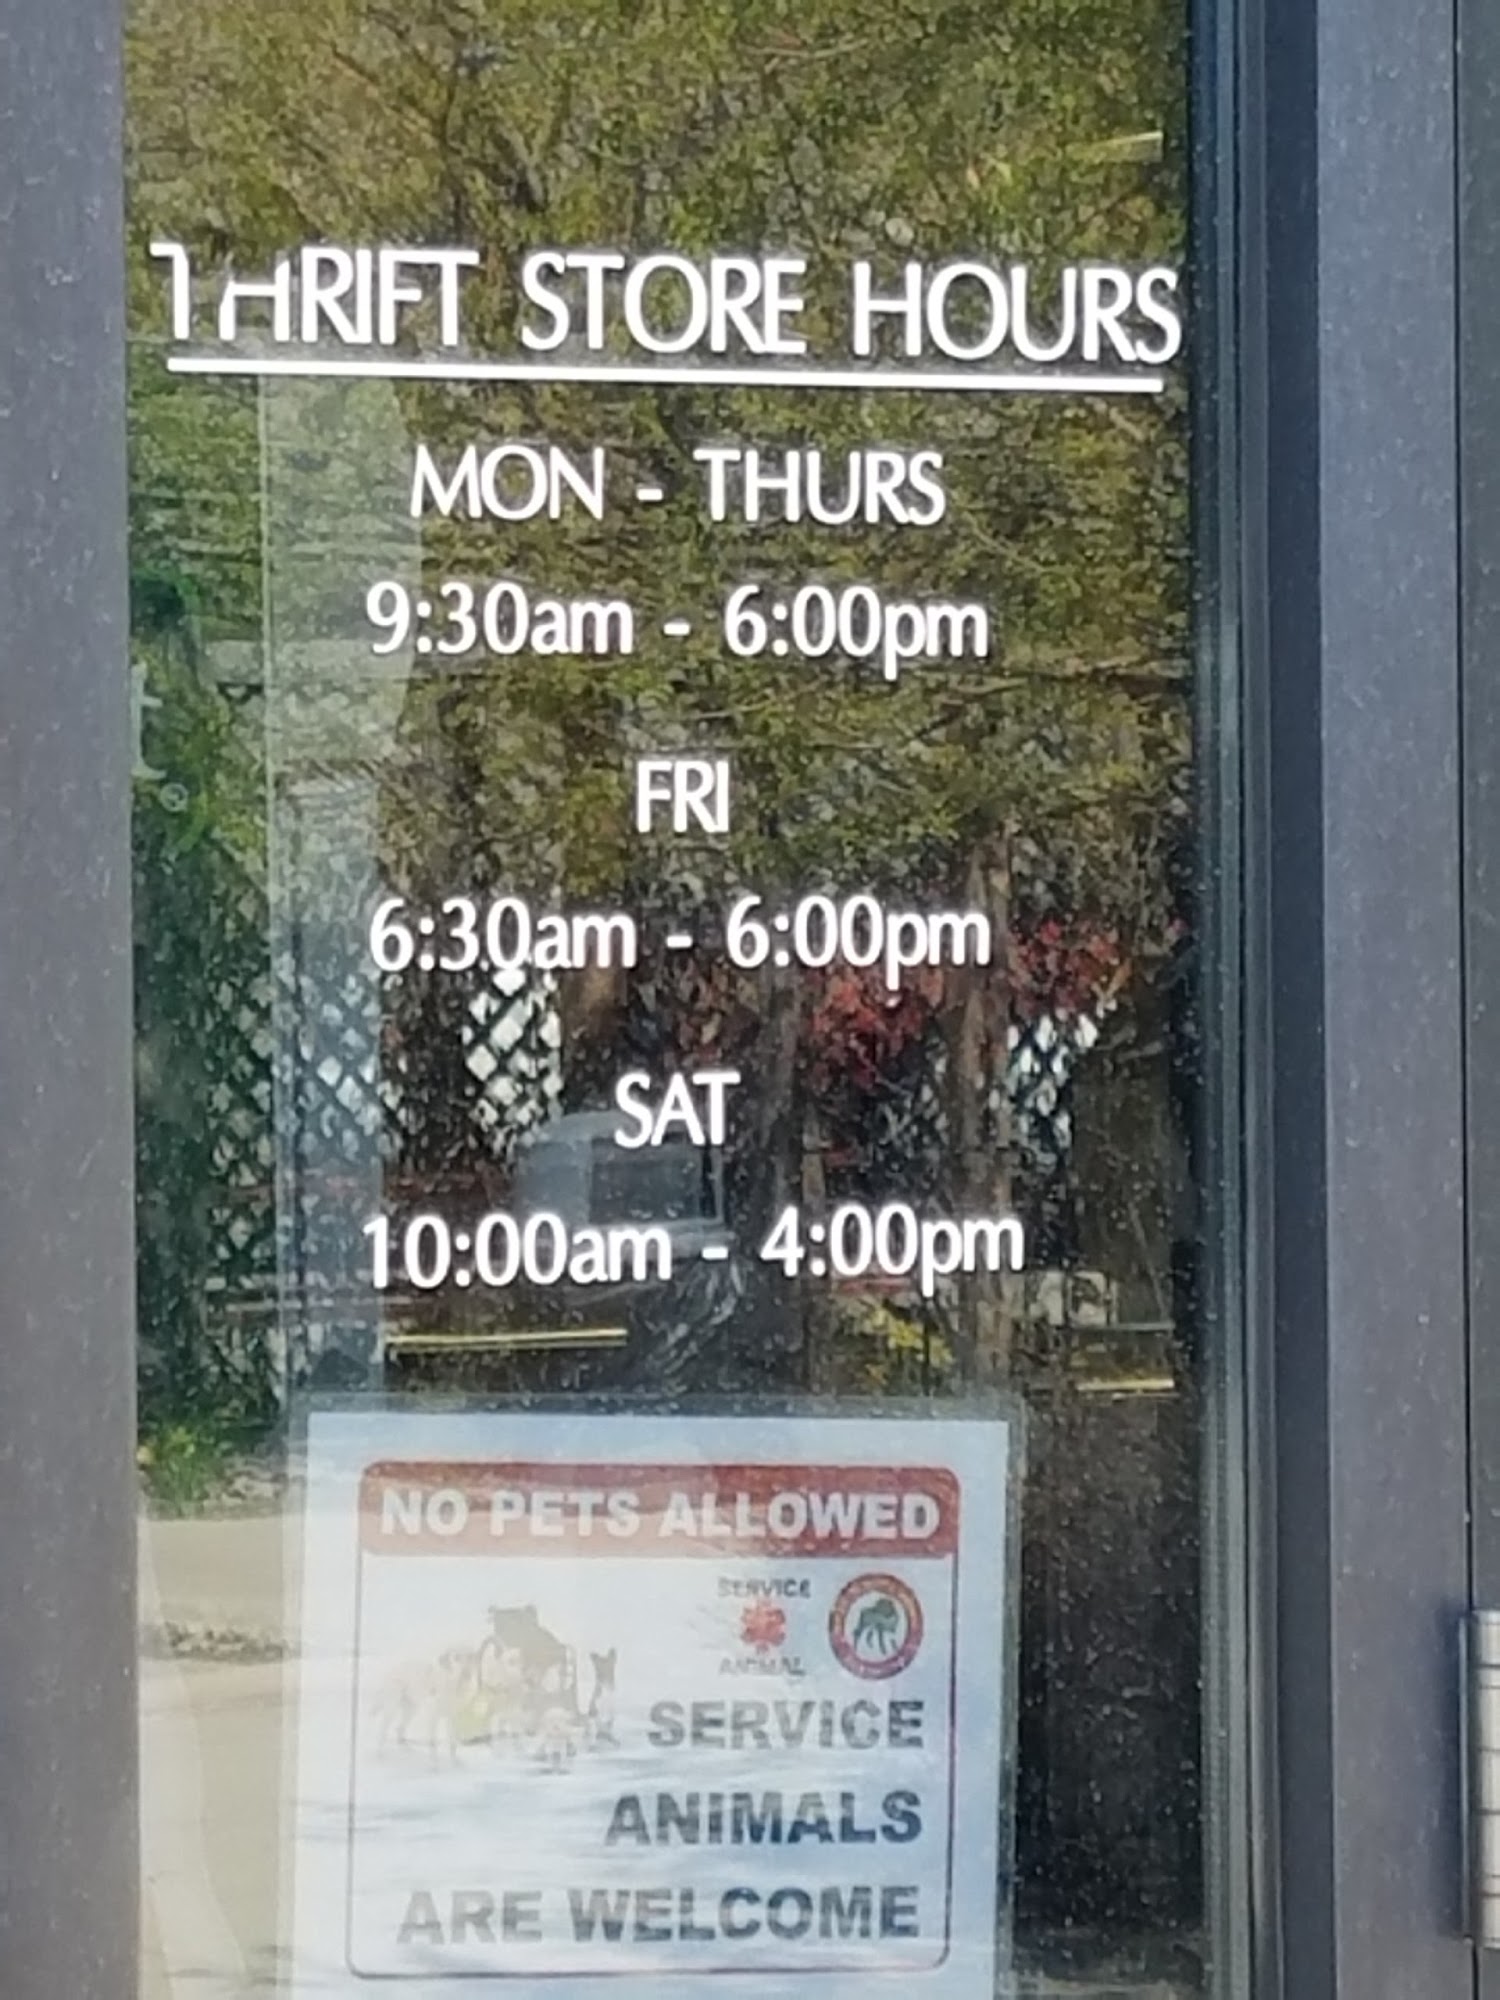 THRIFT STORE HOURS
MON - THURS
9:30am - 6:00pm
FRI
6:30am - 6:00pm
SAT
10:00am - 4:00pm
NO PETS ALLOWED
SERVICE
ANIMAL
SERVICE
ANIMALS
ARE WELCOME